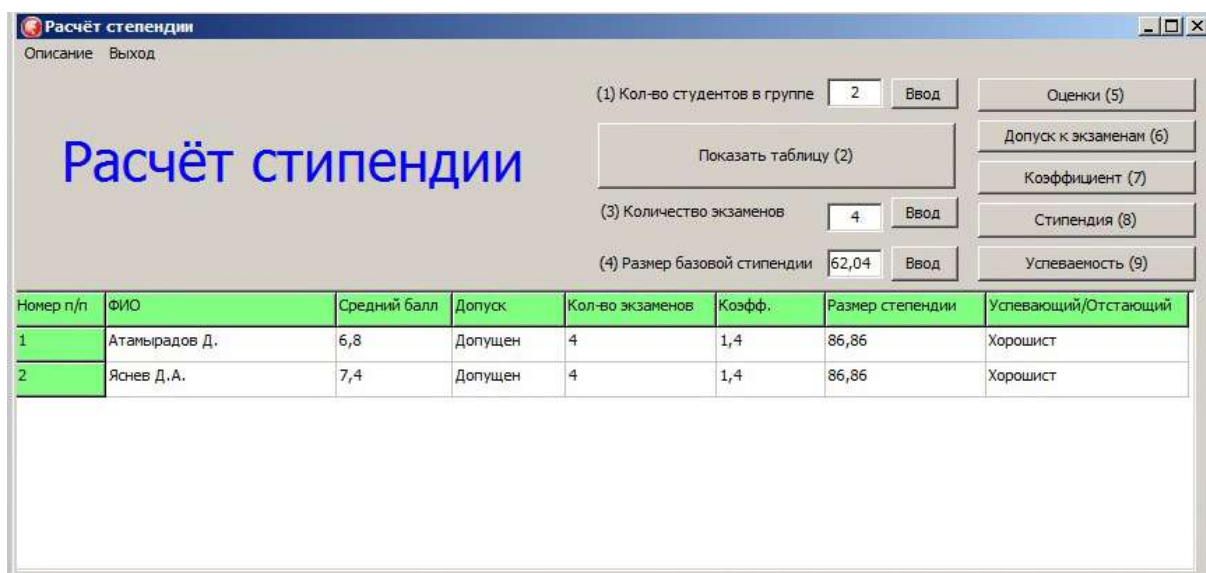 Расчёт степендии
Описание Выход
(1) Кол-во студентов в группе 2 Ввод Оценки (5)
Расчёт стипендии
Показать таблицу (2)
Допуск к экзаменам (6)
Коэффициент (7)
(3) Количество экзаменов 4 Ввод Стипендия (8)
(4) Размер базовой стипендии 62,04 Ввод Успеваемость (9)
Номер п/п ФИО Средний балл Допуск Кол-во экзаменов Коэфф. Размер степендии Успевающий/Отстающий
1 Атамырадов Д. 6,8 Допущен 4 1,4 86,86 Хорошист
2 Яснев Д.А. 7,4 Допущен 4 1,4 86,86 Хорошист